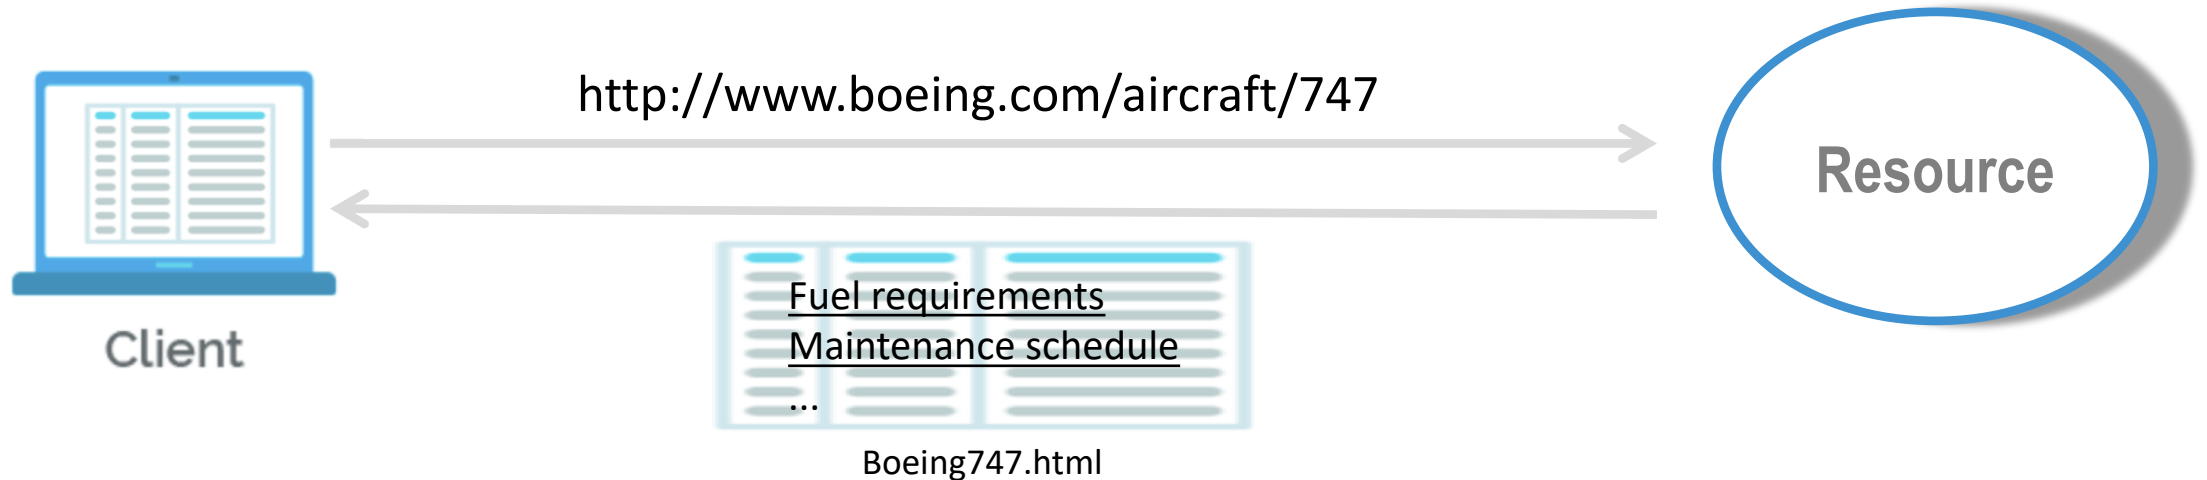 http://www.boeing.com/aircraft/747
Resource
Client
Fuel requirements
Maintenance schedule
...
Boeing747.html